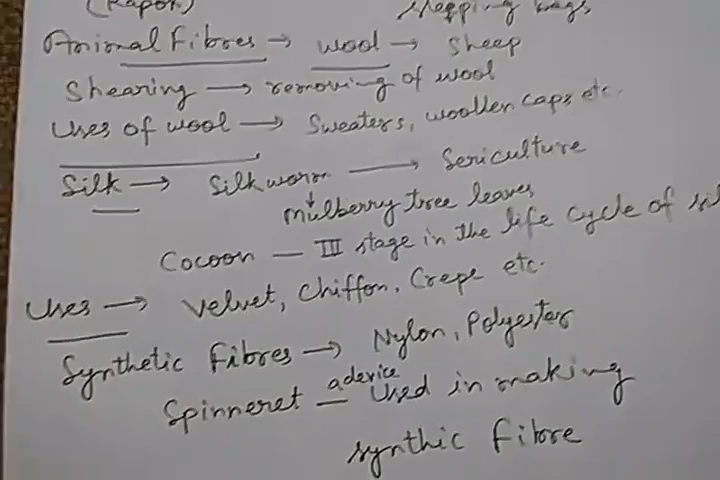 (Kapok)
Animal Fibres → wool → Sheep
Shearing → removing of wool
Uses of wool → Sweaters, woollen caps etc.
Silk → Silkworm → Sericulture
↓
mulberry tree leaves
Cocoon — III stage in the life cycle of
Uses → Velvet, Chiffon, Crepe etc.
Synthetic Fibres → Nylon, Polyester
Spinneret — a device Used in making
synthic Fibre